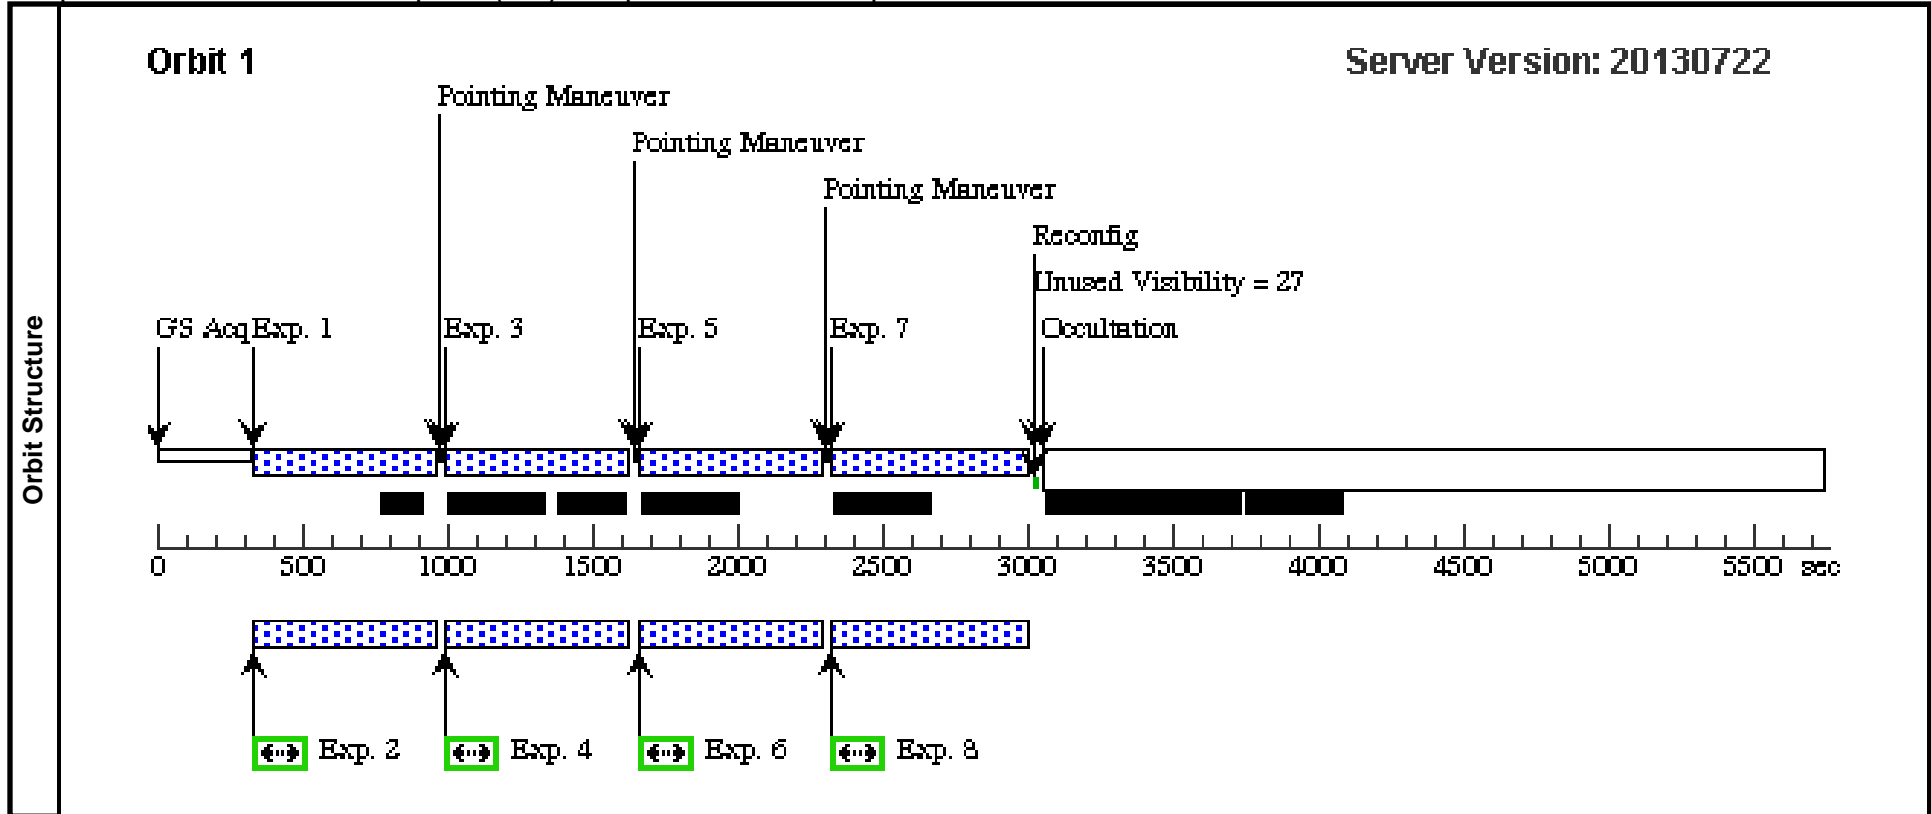 Orbit Structure
Orbit 1
Server Version: 20130722
Pointing Maneuver
Pointing Maneuver
Pointing Maneuver
Reconfig
Unused Visibility = 27
GS Acq Exp. 1 Exp. 3 Exp. 5 Exp. 7 Occultation
0 500 1000 1500 2000 2500 3000 3500 4000 4500 5000 5500 sec
Exp. 2 Exp. 4 Exp. 6 Exp. 8